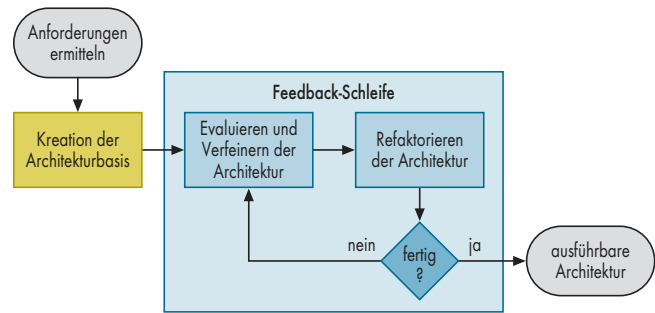 Anforderungen
ermitteln
Feedback-Schleife
Kreation der
Architekturbasis
Evaluieren und
Verfeinern der
Architektur
Refaktorieren
der Architektur
nein
fertig
?
ja
ausführbare
Architektur